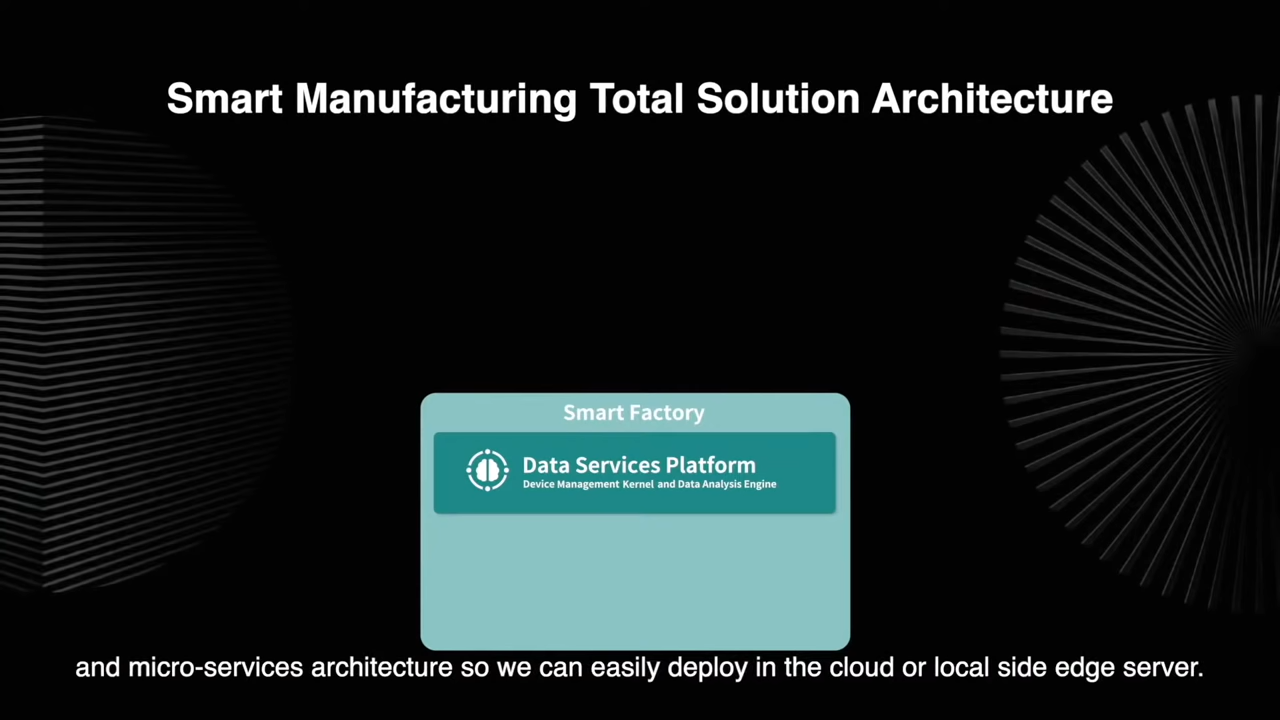 Smart Manufacturing Total Solution Architecture
Smart Factory
Data Services Platform
Device Management Kernel and Data Analysis Engine
and micro-services architecture so we can easily deploy in the cloud or local side edge server.